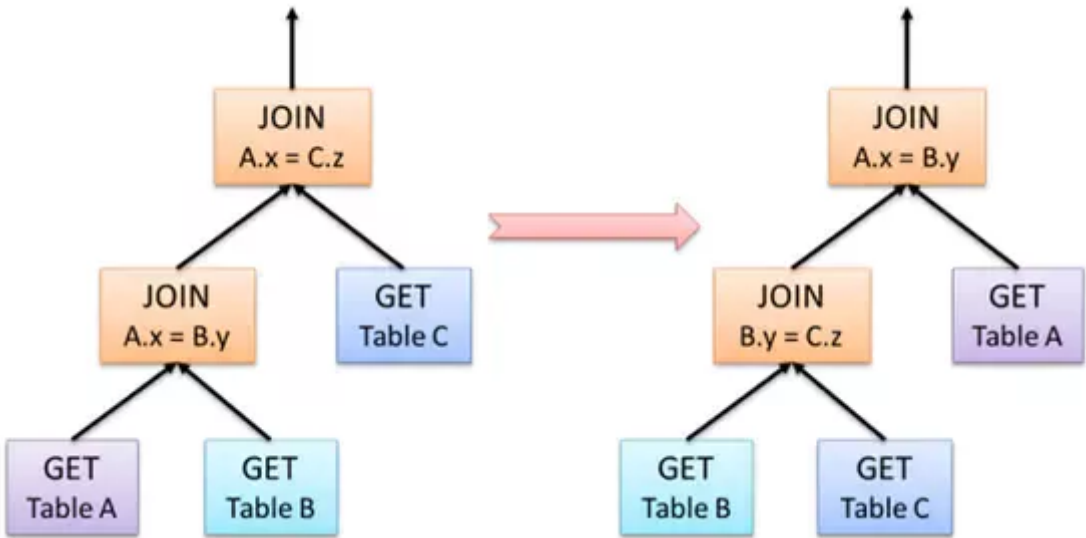 JOIN
A.x = C.z
JOIN
A.x = B.y
GET
Table C
GET
Table A
GET
Table B
JOIN
A.x = B.y
JOIN
B.y = C.z
GET
Table A
GET
Table B
GET
Table C